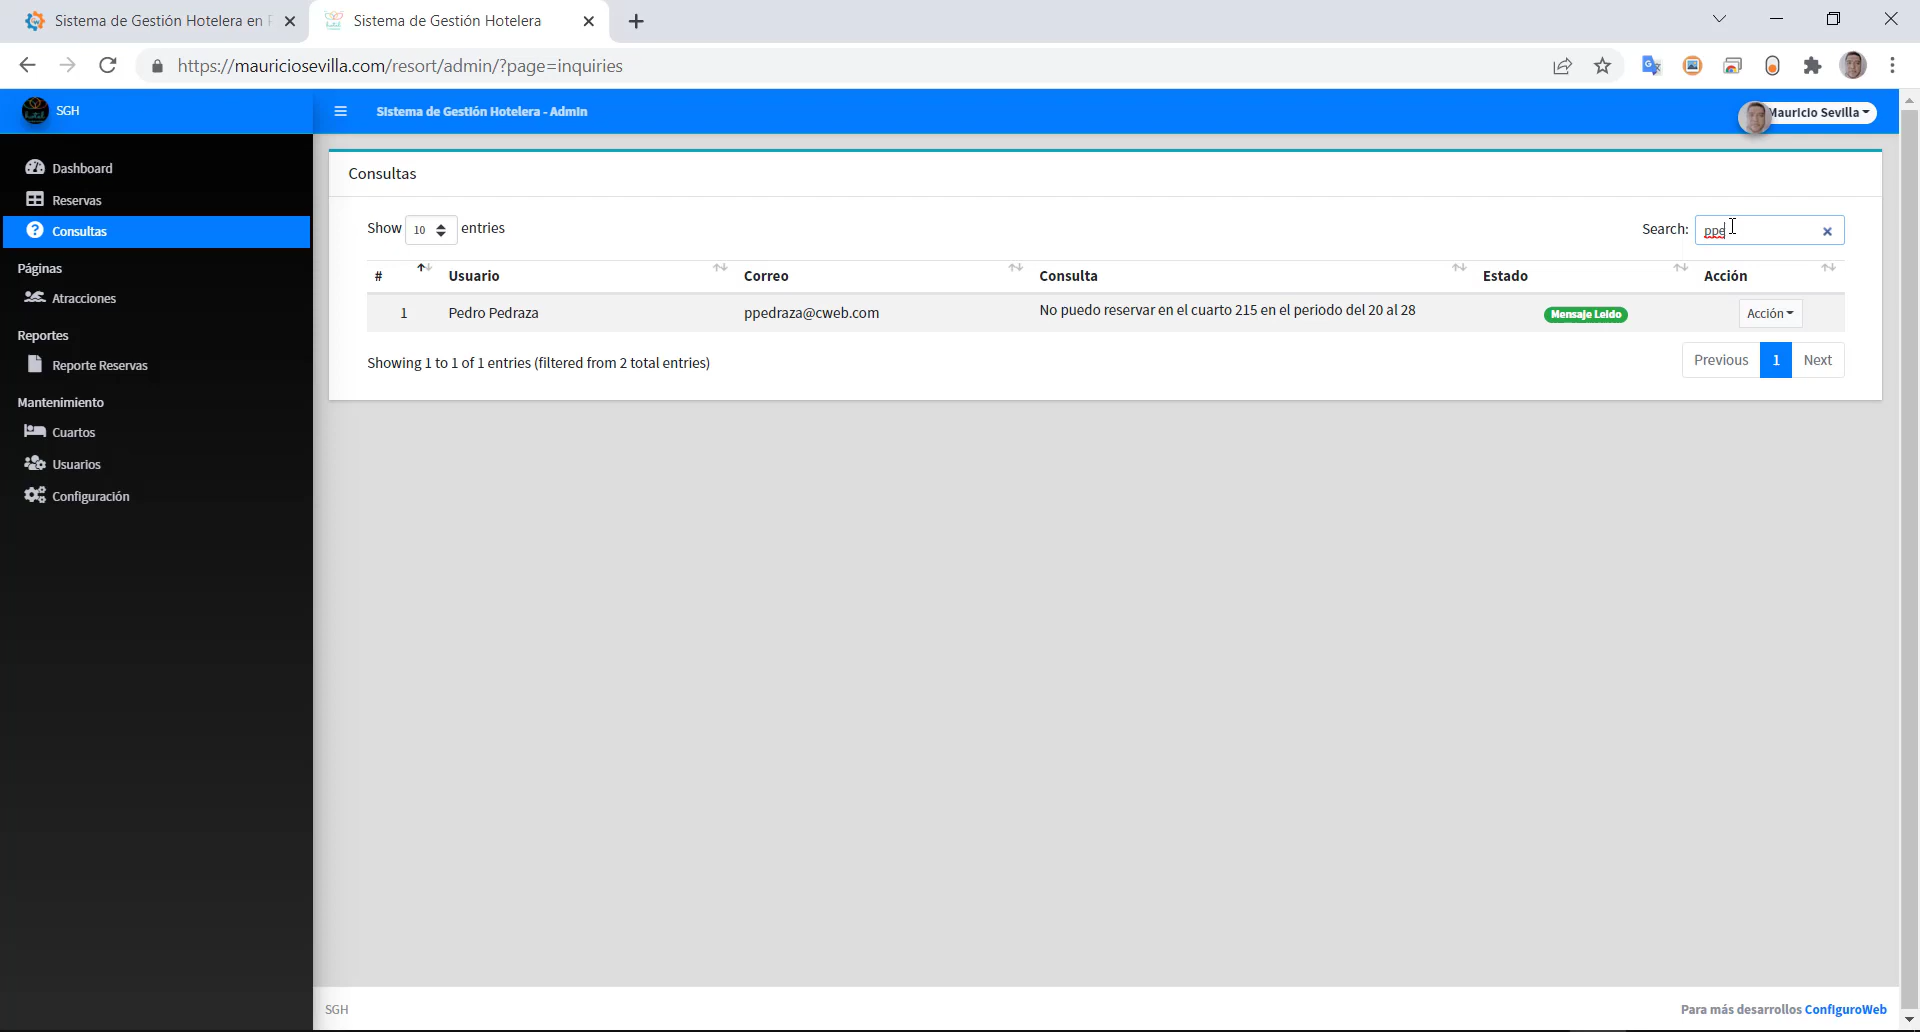 Sistema de Gestión Hotelera en
Sistema de Gestión Hotelera
https://mauriciosevilla.com/resort/admin/?page=inquiries
SGH
Sistema de Gestión Hotelera - Admin
Mauricio Sevilla
Dashboard
Reservas
Consultas
Páginas
Atracciones
Reportes
Reporte Reservas
Mantenimiento
Cuartos
Usuarios
Configuración
Consultas
Show 10 entries
Search: ppe
# Usuario Correo Consulta Estado Acción
1 Pedro Pedraza ppedraza@cweb.com No puedo reservar en el cuarto 215 en el periodo del 20 al 28 Mensaje Leido Acción
Showing 1 to 1 of 1 entries (filtered from 2 total entries)
Previous 1 Next
SGH
Para más desarrollos ConfiguroWeb